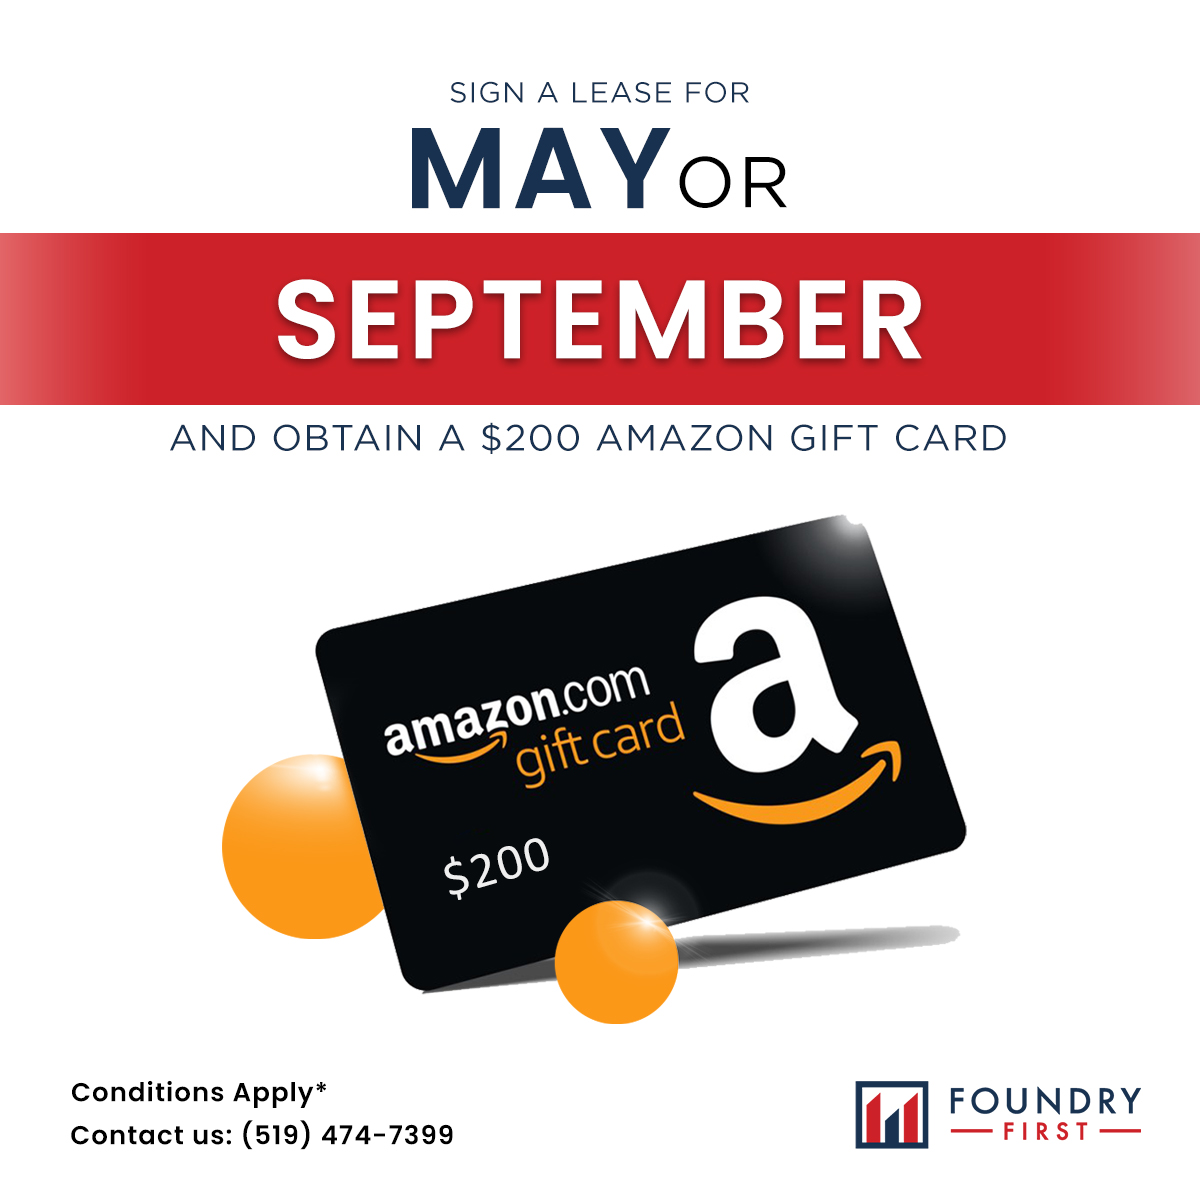 SIGN A LEASE FOR
MAY OR
SEPTEMBER
AND OBTAIN A $200 AMAZON GIFT CARD
amazon.com
gift card
a
$200
Conditions Apply*
Contact us: (519) 474-7399
FOUNDRY
FIRST